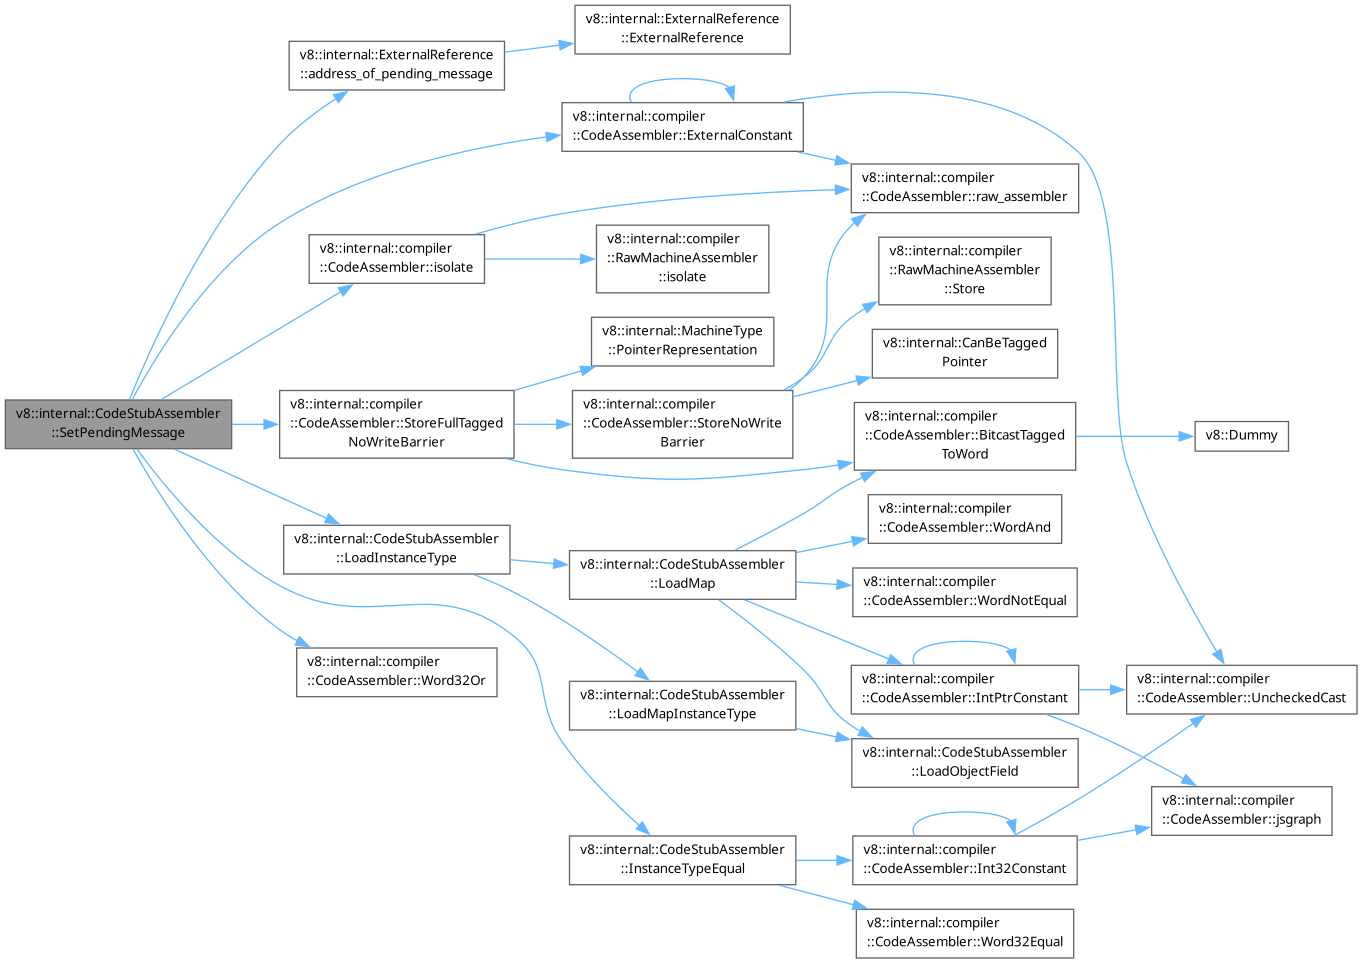 v8::internal::CodeStubAssembler
::SetPendingMessage
v8::internal::ExternalReference
::address_of_pending_message
v8::internal::ExternalReference
::ExternalReference
v8::internal::compiler
::CodeAssembler::ExternalConstant
v8::internal::compiler
::CodeAssembler::raw_assembler
v8::internal::compiler
::CodeAssembler::isolate
v8::internal::compiler
::RawMachineAssembler
::isolate
v8::internal::compiler
::RawMachineAssembler
::Store
v8::internal::MachineType
::PointerRepresentation
v8::internal::CanBeTagged
Pointer
v8::internal::compiler
::CodeAssembler::StoreFullTagged
NoWriteBarrier
v8::internal::compiler
::CodeAssembler::StoreNoWrite
Barrier
v8::internal::compiler
::CodeAssembler::BitcastTagged
ToWord
v8::Dummy
v8::internal::CodeStubAssembler
::LoadInstanceType
v8::internal::CodeStubAssembler
::LoadMap
v8::internal::compiler
::CodeAssembler::WordAnd
v8::internal::compiler
::CodeAssembler::WordNotEqual
v8::internal::compiler
::CodeAssembler::Word32Or
v8::internal::CodeStubAssembler
::LoadMapInstanceType
v8::internal::compiler
::CodeAssembler::IntPtrConstant
v8::internal::compiler
::CodeAssembler::UncheckedCast
v8::internal::CodeStubAssembler
::LoadObjectField
v8::internal::compiler
::CodeAssembler::jsgraph
v8::internal::CodeStubAssembler
::InstanceTypeEqual
v8::internal::compiler
::CodeAssembler::Int32Constant
v8::internal::compiler
::CodeAssembler::Word32Equal